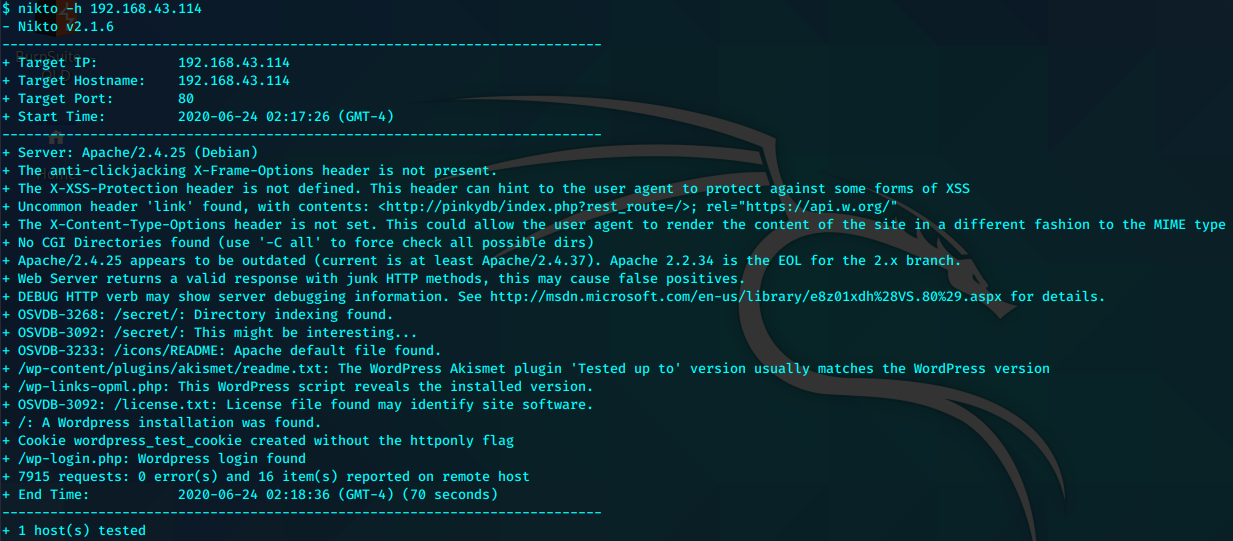 $ nikto -h 192.168.43.114
- Nikto v2.1.6
---------------------------------------------------------------------------
+ Target IP:          192.168.43.114
+ Target Hostname:    192.168.43.114
+ Target Port:        80
+ Start Time:         2020-06-24 02:17:26 (GMT-4)
---------------------------------------------------------------------------
+ Server: Apache/2.4.25 (Debian)
+ The anti-clickjacking X-Frame-Options header is not present.
+ The X-XSS-Protection header is not defined. This header can hint to the user agent to protect against some forms of XSS
+ Uncommon header 'link' found, with contents: <http://pinkydb/index.php?rest_route=/>; rel="https://api.w.org/"
+ The X-Content-Type-Options header is not set. This could allow the user agent to render the content of the site in a different fashion to the MIME type
+ No CGI Directories found (use '-C all' to force check all possible dirs)
+ Apache/2.4.25 appears to be outdated (current is at least Apache/2.4.37). Apache 2.2.34 is the EOL for the 2.x branch.
+ Web Server returns a valid response with junk HTTP methods, this may cause false positives.
+ DEBUG HTTP verb may show server debugging information. See http://msdn.microsoft.com/en-us/library/e8z01xdh%28VS.80%29.aspx for details.
+ OSVDB-3268: /secret/: Directory indexing found.
+ OSVDB-3092: /secret/: This might be interesting...
+ OSVDB-3233: /icons/README: Apache default file found.
+ /wp-content/plugins/akismet/readme.txt: The WordPress Akismet plugin 'Tested up to' version usually matches the WordPress version
+ /wp-links-opml.php: This WordPress script reveals the installed version.
+ OSVDB-3092: /license.txt: License file found may identify site software.
+ /: A Wordpress installation was found.
+ Cookie wordpress_test_cookie created without the httponly flag
+ /wp-login.php: Wordpress login found
+ 7915 requests: 0 error(s) and 16 item(s) reported on remote host
+ End Time:           2020-06-24 02:18:36 (GMT-4) (70 seconds)
---------------------------------------------------------------------------
+ 1 host(s) tested